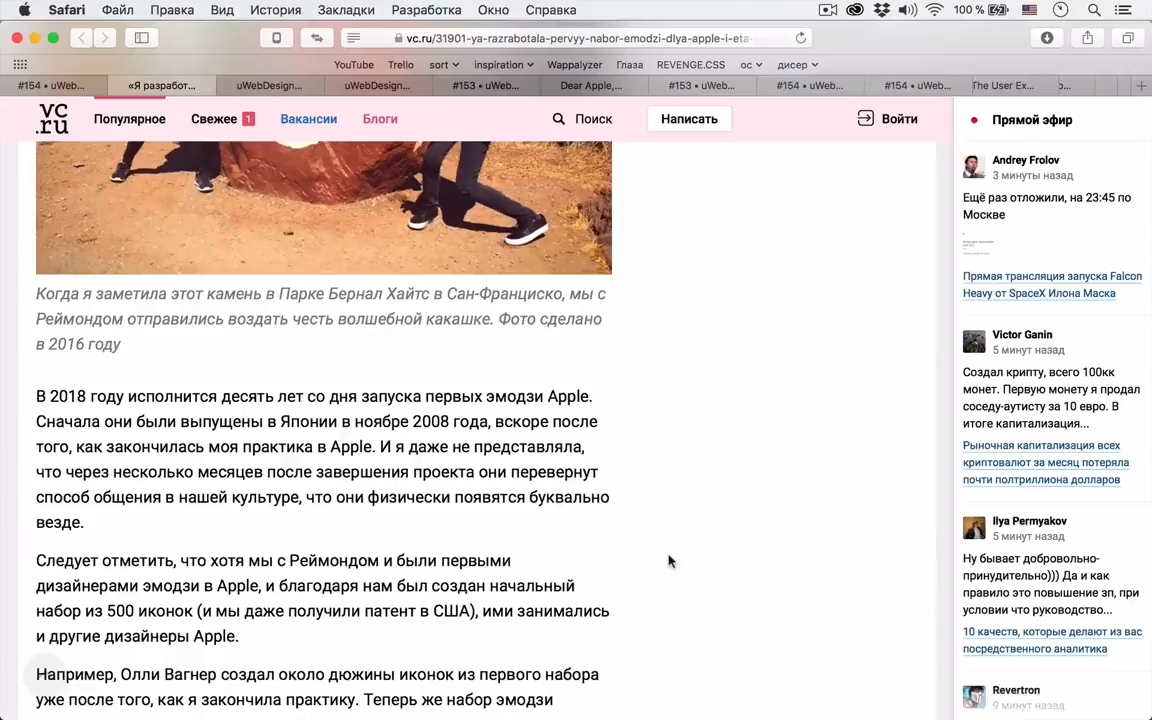 Safari Файл Правка Вид История Закладки Разработка Окно Справка 100 %
vc.ru/31901-ya-razrabotala-pervyy-nabor-emodzi-dlya-apple-i-eta-
YouTube Trello sort inspiration Wappalyzer Глаза REVENGE.CSS ос дисер
#154 • uWeb... «Я разработ... uWebDesign... uWebDesign... #153 • uWeb... Dear Apple,... #153 • uWeb... #154 • uWeb... #154 • uWeb... The User Ex...
vc.ru
Популярное Свежее 1 Вакансии Блоги Поиск Написать Войти
Когда я заметила этот камень в Парке Бернал Хайтс в Сан-Франциско, мы с
Реймондом отправились воздать честь волшебной какашке. Фото сделано
в 2016 году
В 2018 году исполнится десять лет со дня запуска первых эмодзи Apple.
Сначала они были выпущены в Японии в ноябре 2008 года, вскоре после
того, как закончилась моя практика в Apple. И я даже не представляла,
что через несколько месяцев после завершения проекта они перевернут
способ общения в нашей культуре, что они физически появятся буквально
везде.
Следует отметить, что хотя мы с Реймондом и были первыми
дизайнерами эмодзи в Apple, и благодаря нам был создан начальный
набор из 500 иконок (и мы даже получили патент в США), ими занимались
и другие дизайнеры Apple.
Например, Олли Вагнер создал около дюжины иконок из первого набора
уже после того, как я закончила практику. Теперь же набор эмодзи
Прямой эфир
Andrey Frolov
3 минуты назад
Ещё раз отложили, на 23:45 по
Москве
Прямая трансляция запуска Falcon
Heavy от SpaceX Илона Маска
Victor Ganin
5 минут назад
Создал крипту, всего 100кк
монет. Первую монету я продал
соседу-аутисту за 10 евро. В
итоге капитализация...
Рыночная капитализация всех
криптовалют за месяц потеряла
почти полтриллиона долларов
Ilya Permyakov
5 минут назад
Ну бывает добровольно-
принудительно))) Да и как
правило это повышение зп, при
условии что руководство...
10 качеств, которые делают из вас
посредственного аналитика
Revertron
9 минут назад